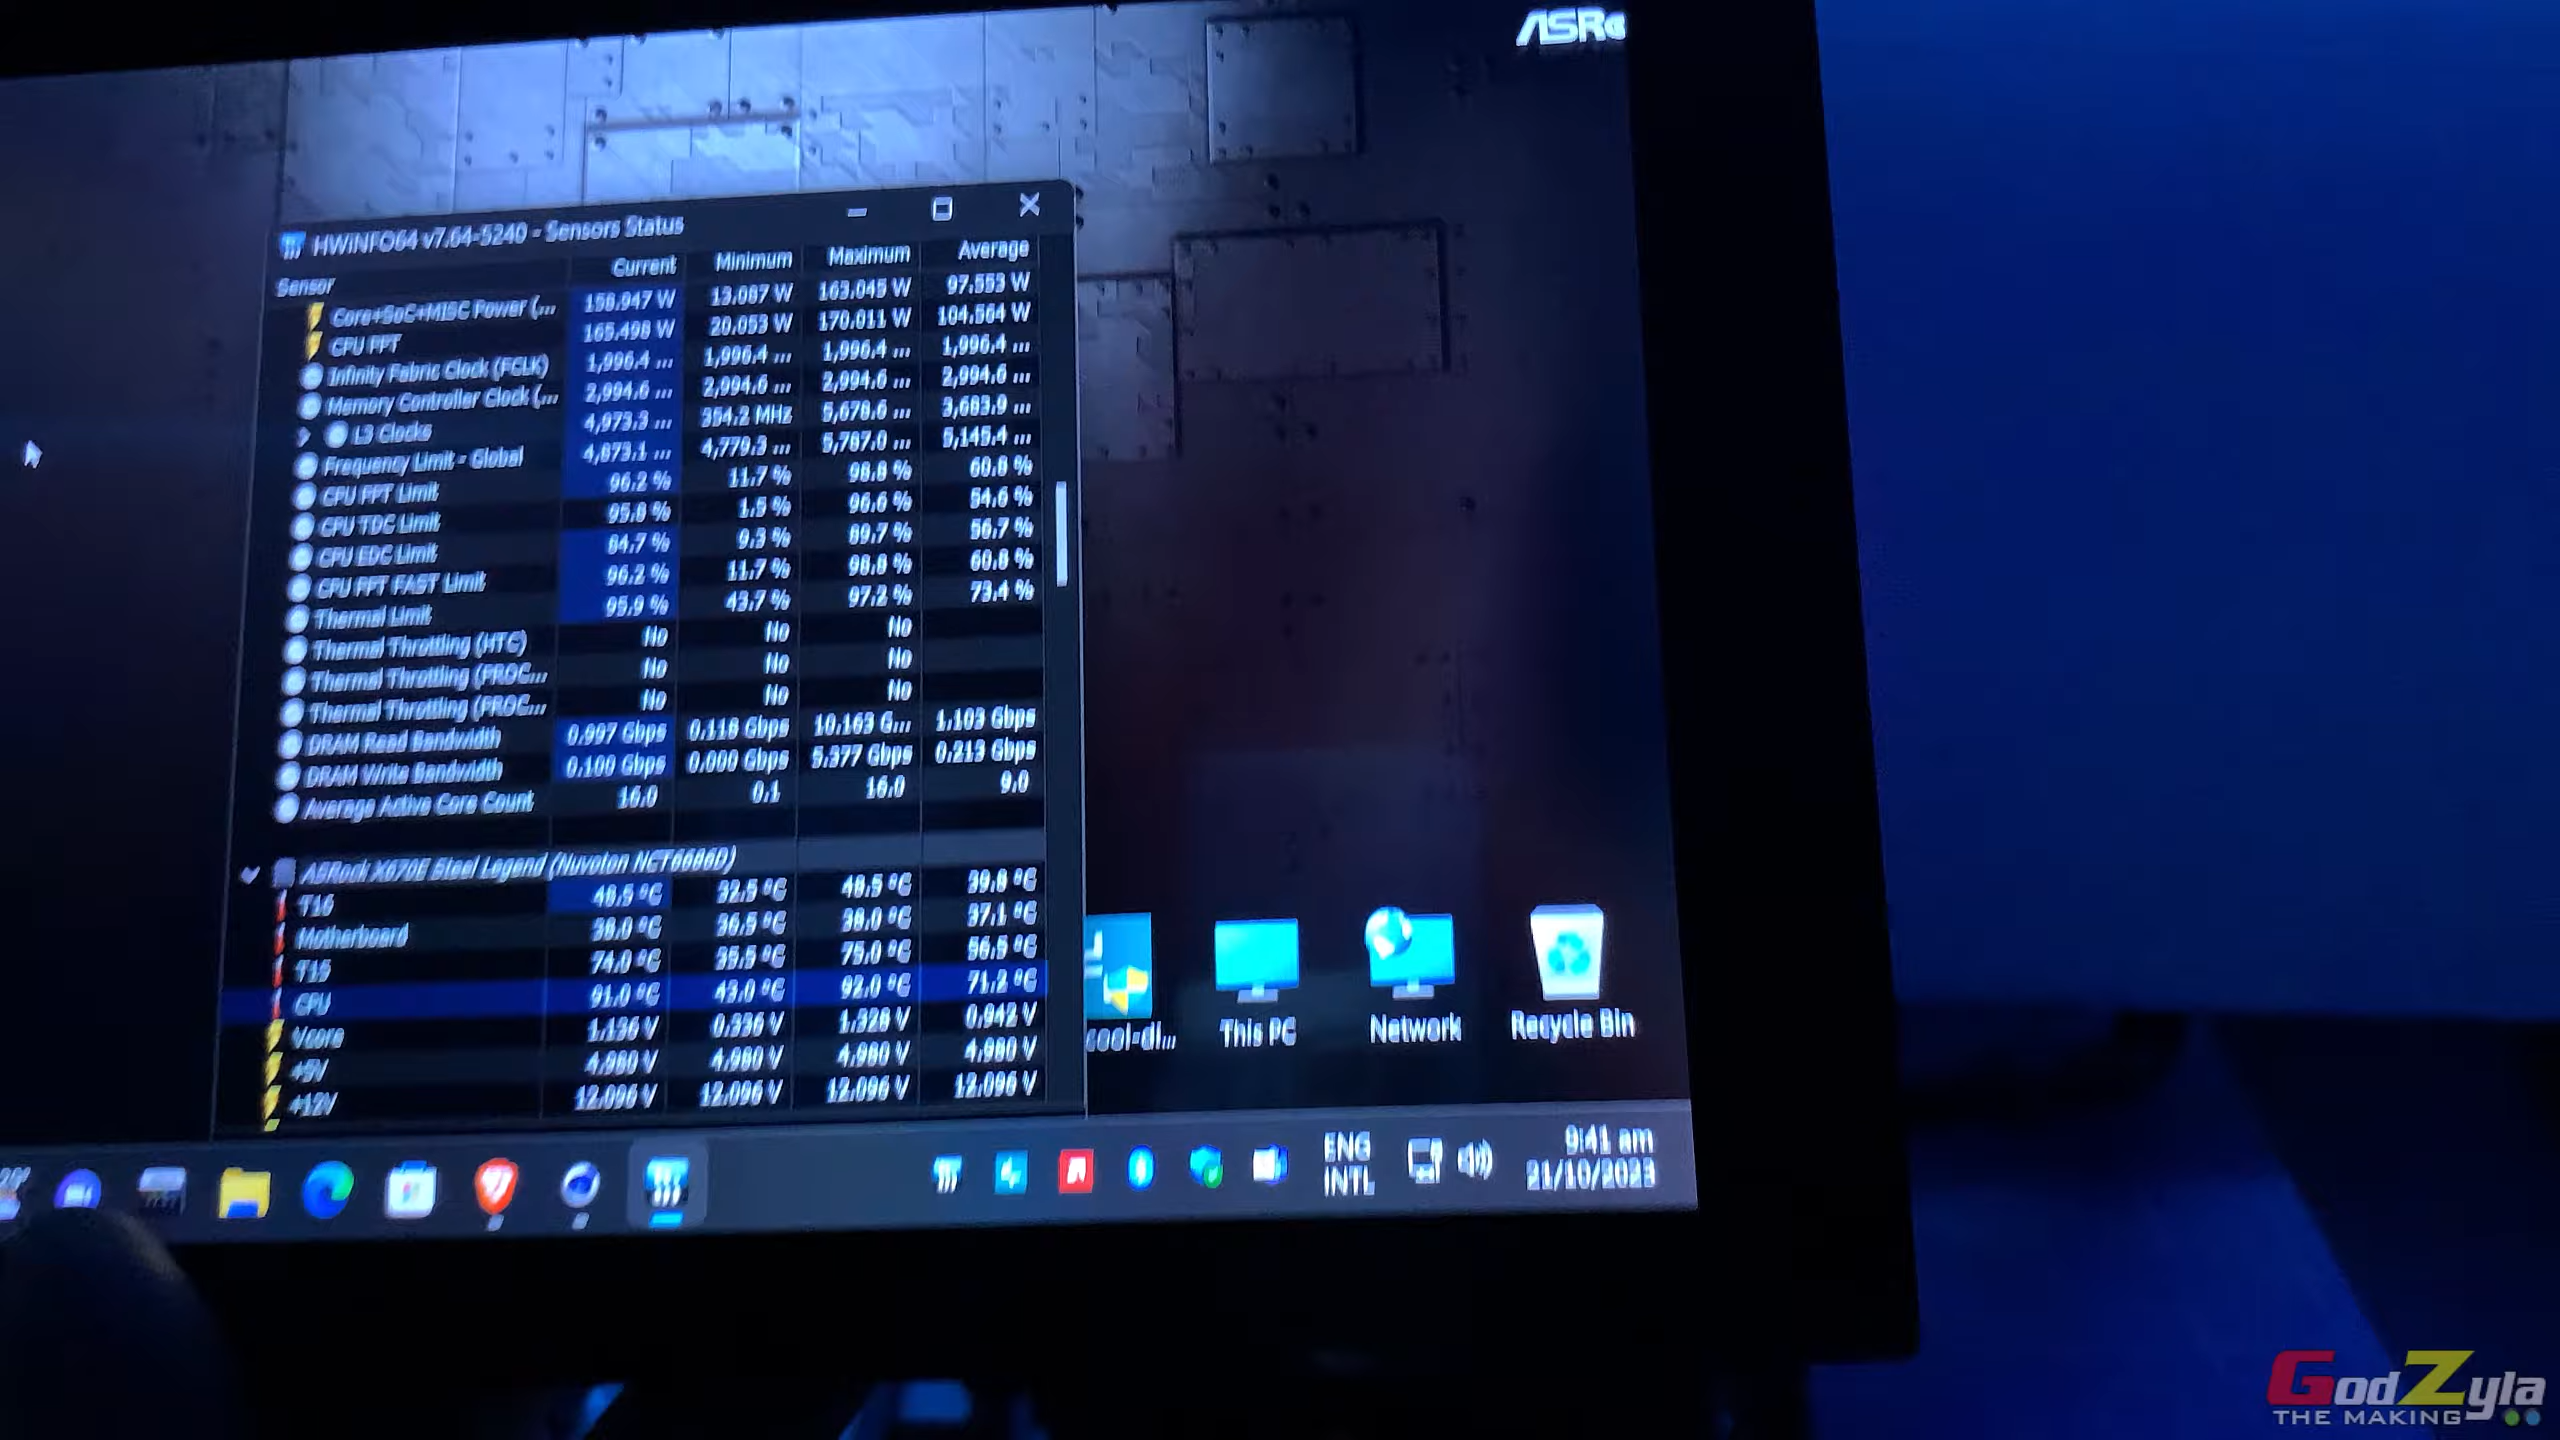 ASR
HWiNFO64 v7.64-5240 - Sensors Status
Sensor Current Minimum Maximum Average
Core+SoC+MISC Power (... 158.947 W 13.087 W 163.045 W 97.553 W
CPU PPT 165.498 W 20.053 W 170.011 W 104.564 W
Infinity Fabric Clock (FCLK) 1,996.4 ... 1,996.4 ... 1,996.4 ... 1,996.4 ...
Memory Controller Clock (... 2,994.6 ... 2,994.6 ... 2,994.6 ... 2,994.6 ...
L3 Clocks 4,973.3 ... 354.2 MHz 5,678.6 ... 3,683.9 ...
Frequency Limit - Global 4,873.1 ... 4,779.3 ... 5,767.0 ... 5,145.4 ...
CPU PPT Limit 96.2 % 11.7 % 98.8 % 60.8 %
CPU TDC Limit 95.8 % 1.5 % 96.6 % 54.6 %
CPU EDC Limit 84.7 % 9.3 % 89.7 % 56.7 %
CPU PPT FAST Limit 96.2 % 11.7 % 98.8 % 60.8 %
Thermal Limit 95.9 % 43.7 % 97.2 % 73.4 %
Thermal Throttling (HTC) No No No
Thermal Throttling (PROC... No No No
Thermal Throttling (PROC... No No No
DRAM Read Bandwidth 0.997 Gbps 0.118 Gbps 10.163 G... 1.103 Gbps
DRAM Write Bandwidth 0.100 Gbps 0.000 Gbps 5.377 Gbps 0.213 Gbps
Average Active Core Count 16.0 0.1 16.0 9.0
ASRock X670E Steel Legend (Nuvoton NCT6686D)
T16 48.5 °C 32.5 °C 48.5 °C 39.8 °C
Motherboard 38.0 °C 36.5 °C 38.0 °C 37.1 °C
T15 74.0 °C 35.5 °C 75.0 °C 56.5 °C
CPU 91.0 °C 43.0 °C 92.0 °C 71.2 °C
Vcore 1.136 V 0.336 V 1.328 V 0.942 V
+5V 4.980 V 4.980 V 4.980 V 4.980 V
+12V 12.096 V 12.096 V 12.096 V 12.096 V
cool-di...
This PC
Network
Recycle Bin
ENG
INTL
9:41 am
21/10/2023
GodZyla
THE MAKING